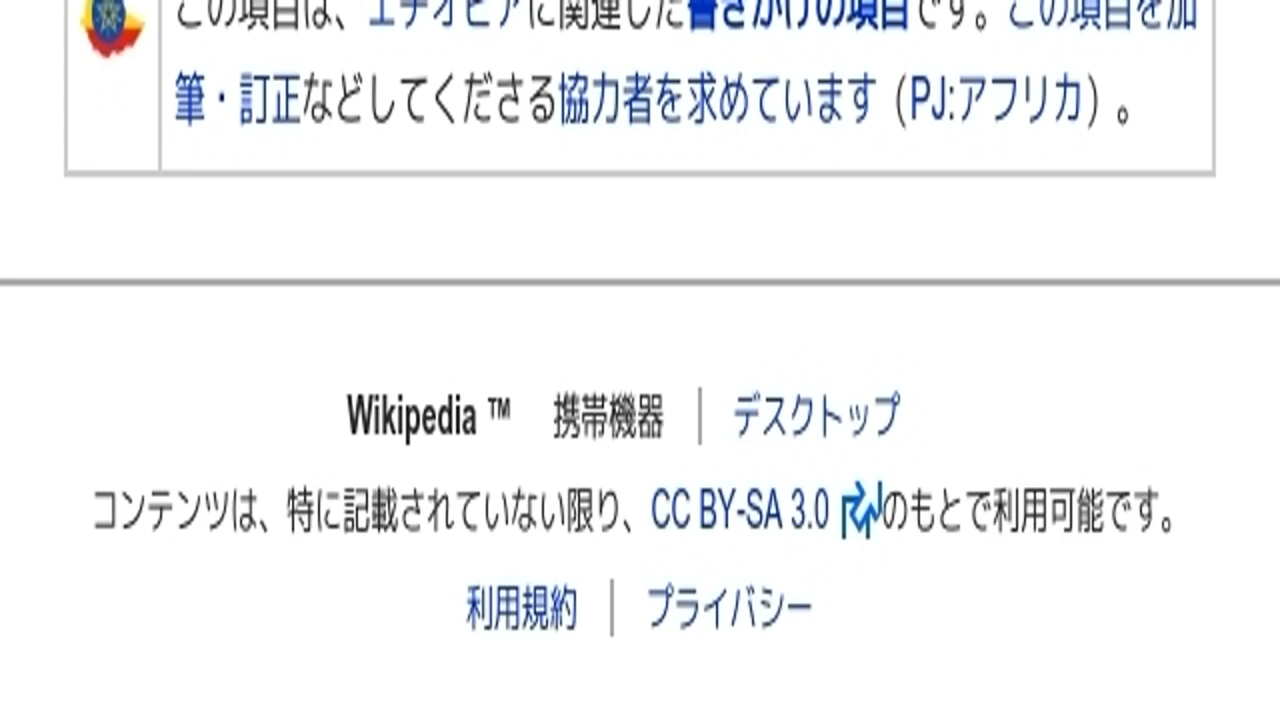 この項目は、エチオピアに関連した書きかけの項目です。この項目を加
筆・訂正などしてくださる協力者を求めています（PJ:アフリカ）。
Wikipedia ™ 携帯機器 | デスクトップ
コンテンツは、特に記載されていない限り、CC BY-SA 3.0 のもとで利用可能です。
利用規約 | プライバシー